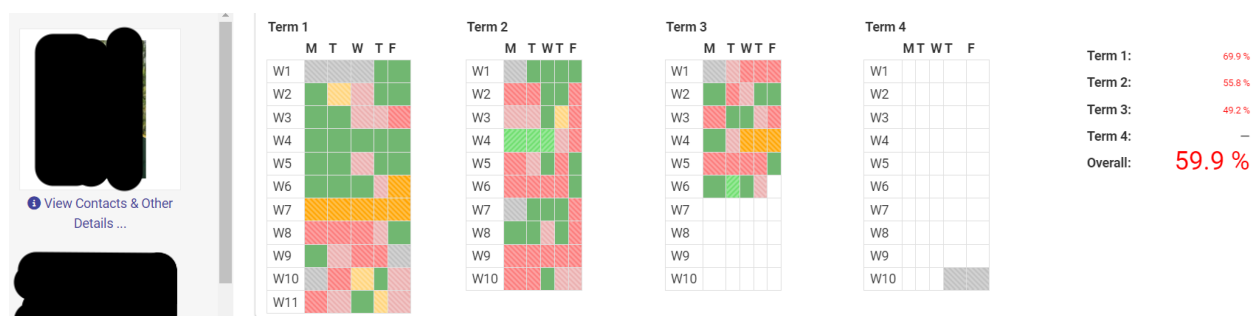 Term 1
M T W T F
W1
W2
W3
W4
W5
W6
W7
W8
W9
W10
W11
Term 2
M T W T F
W1
W2
W3
W4
W5
W6
W7
W8
W9
W10
Term 3
M T W T F
W1
W2
W3
W4
W5
W6
W7
W8
W9
W10
Term 4
M T W T F
W1
W2
W3
W4
W5
W6
W7
W8
W9
W10
Term 1: 69.9 %
Term 2: 55.8 %
Term 3: 49.2 %
Term 4: —
Overall: 59.9 %
View Contacts & Other
Details ...